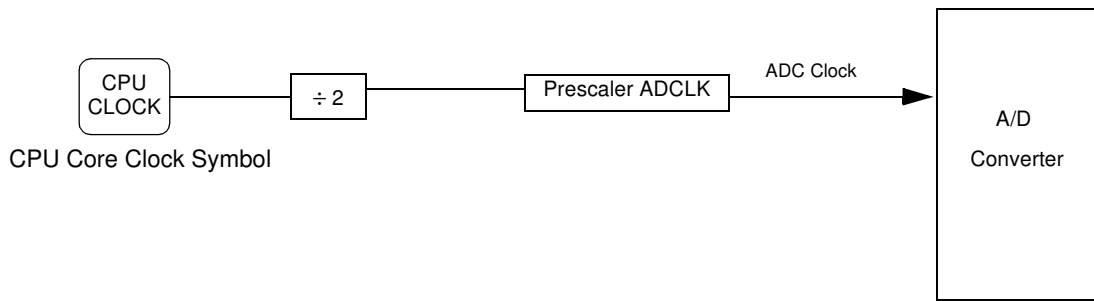 CPU
CLOCK
CPU Core Clock Symbol
÷ 2
Prescaler ADCLK
ADC Clock
A/D
Converter